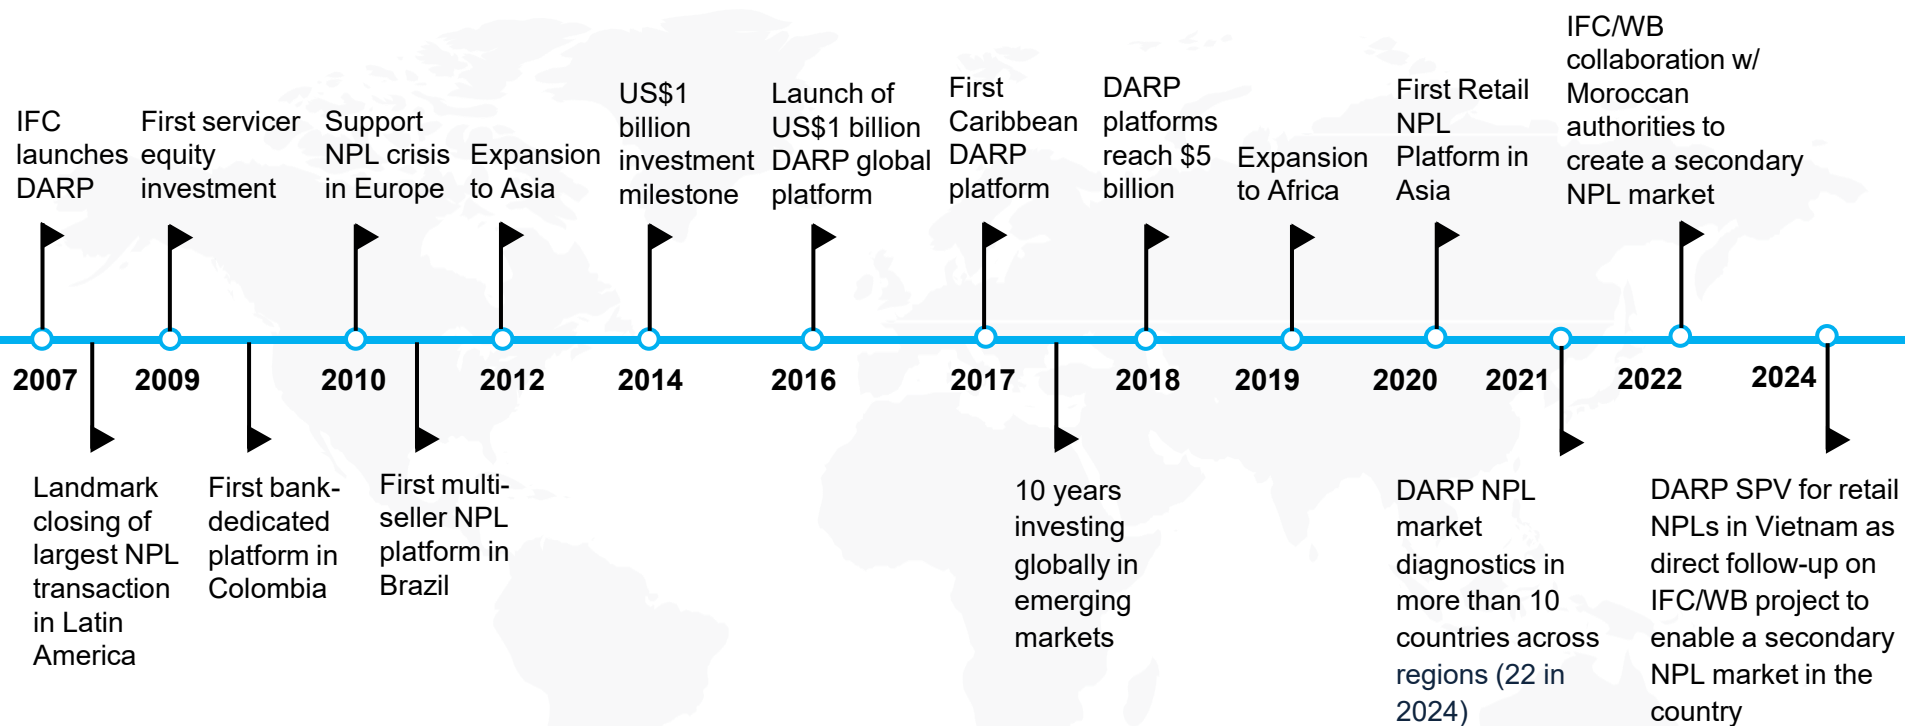 IFC
launches
DARP
First servicer
equity
investment
Support
NPL crisis
in Europe
Expansion
to Asia
US$1
billion
investment
milestone
Launch of
US$1 billion
DARP global
platform
First
Caribbean
DARP
platform
DARP
platforms
reach $5
billion
Expansion
to Africa
First Retail
NPL
Platform in
Asia
IFC/WB
collaboration w/
Moroccan
authorities to
create a secondary
NPL market
2007
2009
2010
2012
2014
2016
2017
2018
2019
2020
2021
2022
2024
Landmark
closing of
largest NPL
transaction
in Latin
America
First bank-
dedicated
platform in
Colombia
First multi-
seller NPL
platform in
Brazil
10 years
investing
globally in
emerging
markets
DARP NPL
market
diagnostics in
more than 10
countries across
regions (22 in
2024)
DARP SPV for retail
NPLs in Vietnam as
direct follow-up on
IFC/WB project to
enable a secondary
NPL market in the
country